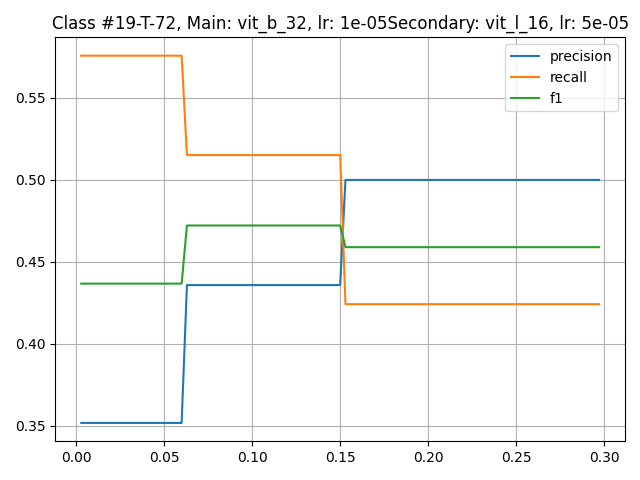 Class #19-T-72, Main: vit_b_32, lr: 1e-05Secondary: vit_l_16, lr: 5e-05
precision
recall
f1
0.55
0.50
0.45
0.40
0.35
0.00 0.05 0.10 0.15 0.20 0.25 0.30